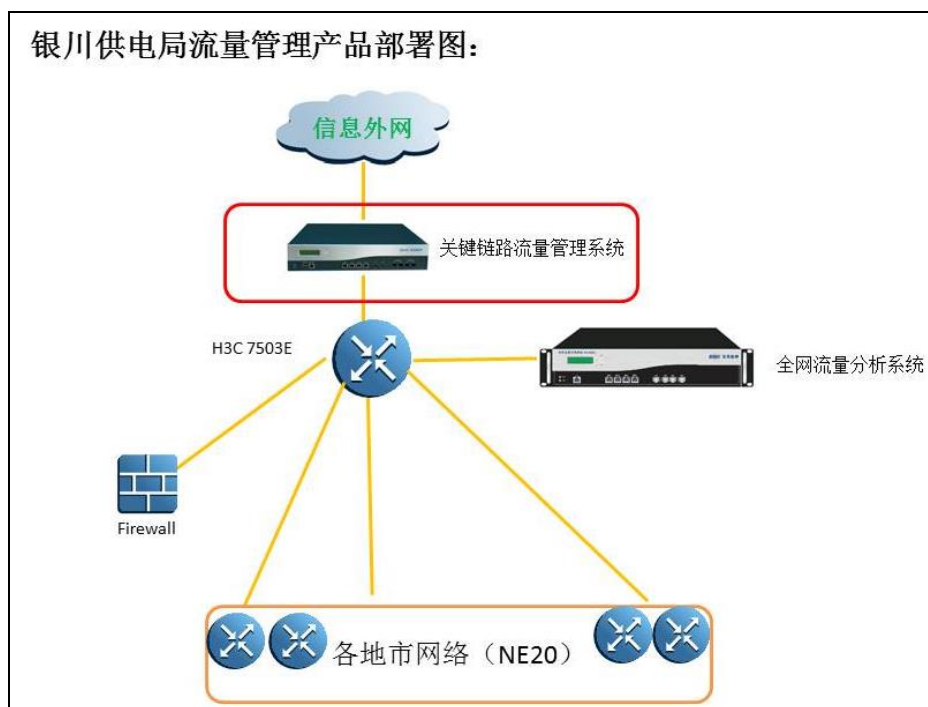 银川供电局流量管理产品部署图：
信息外网
关键链路流量管理系统
H3C 7503E
全网流量分析系统
Firewall
各地市网络（NE20）